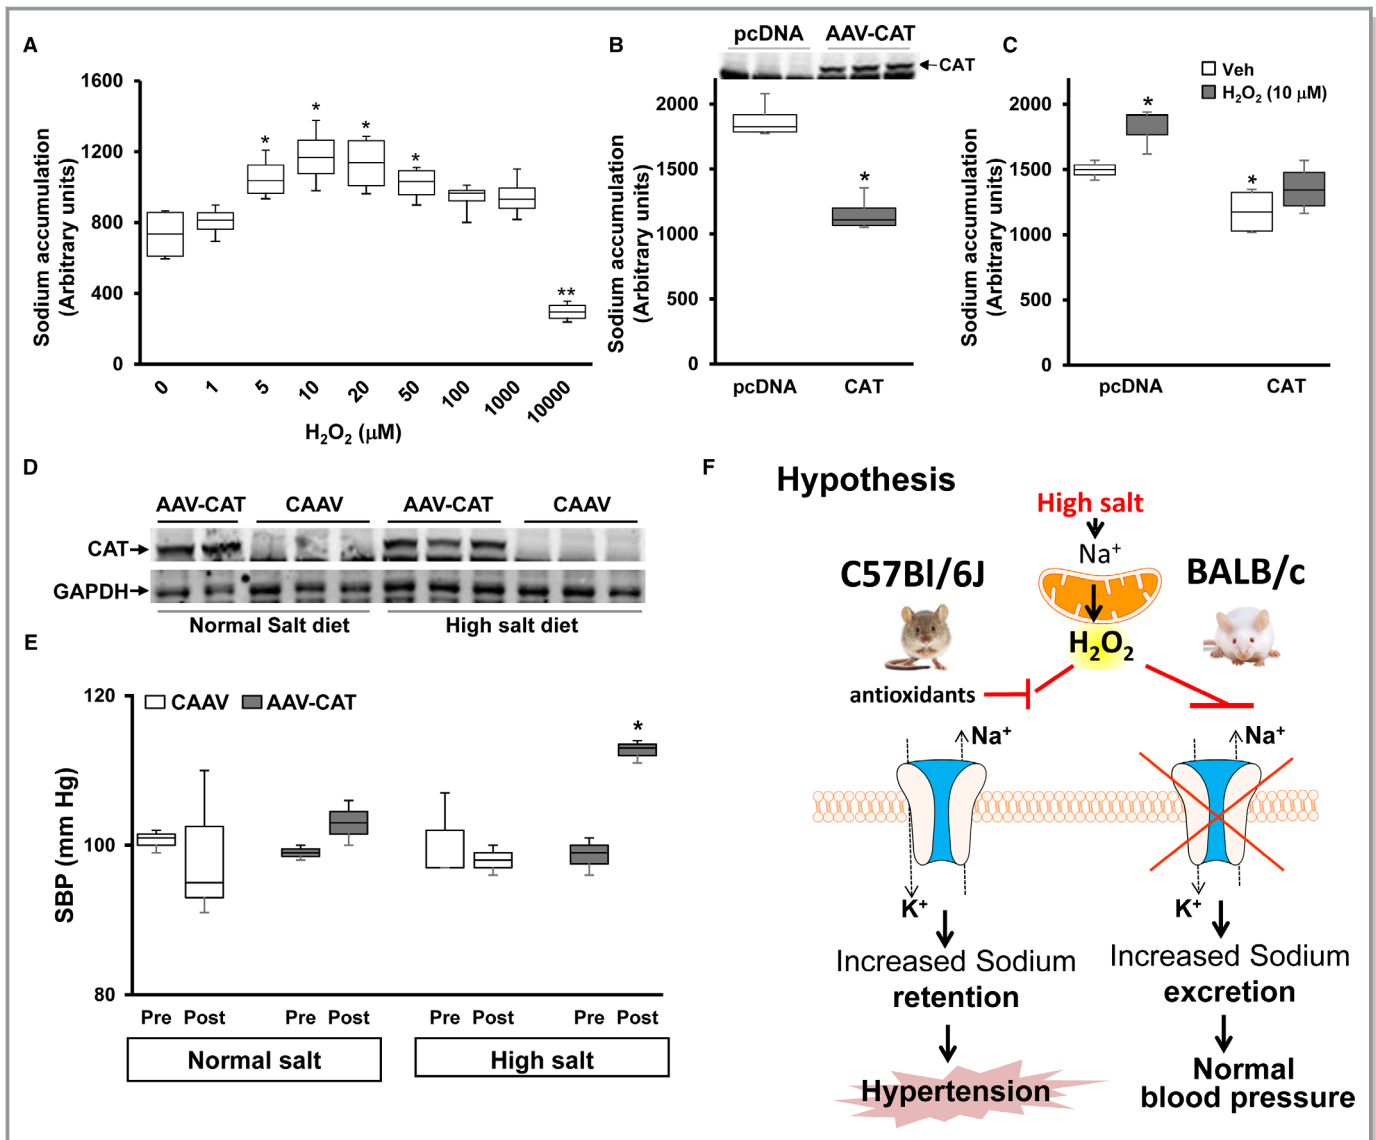 A
Sodium accumulation
(Arbitrary units)
1600
1200
800
400
0
*
*
*
*
**
0
1
5
10
20
50
100
1000
10000
H₂O₂ (μM)
B
pcDNA AAV-CAT
CAT
Sodium accumulation
(Arbitrary units)
2000
1500
1000
500
0
*
pcDNA CAT
C
Veh
H₂O₂ (10 μM)
Sodium accumulation
(Arbitrary units)
2000
1500
1000
500
0
*
*
pcDNA CAT
D
AAV-CAT CAAV AAV-CAT CAAV
CAT
GAPDH
Normal Salt diet High salt diet
E
CAAV AAV-CAT
SBP (mm Hg)
120
100
80
*
Pre Post Pre Post Pre Post Pre Post
Normal salt High salt
F
Hypothesis
High salt
Na⁺
C57Bl/6J
BALB/c
H₂O₂
antioxidants
Na⁺
Na⁺
K⁺
K⁺
Increased Sodium
retention
Hypertension
Increased Sodium
excretion
Normal
blood pressure